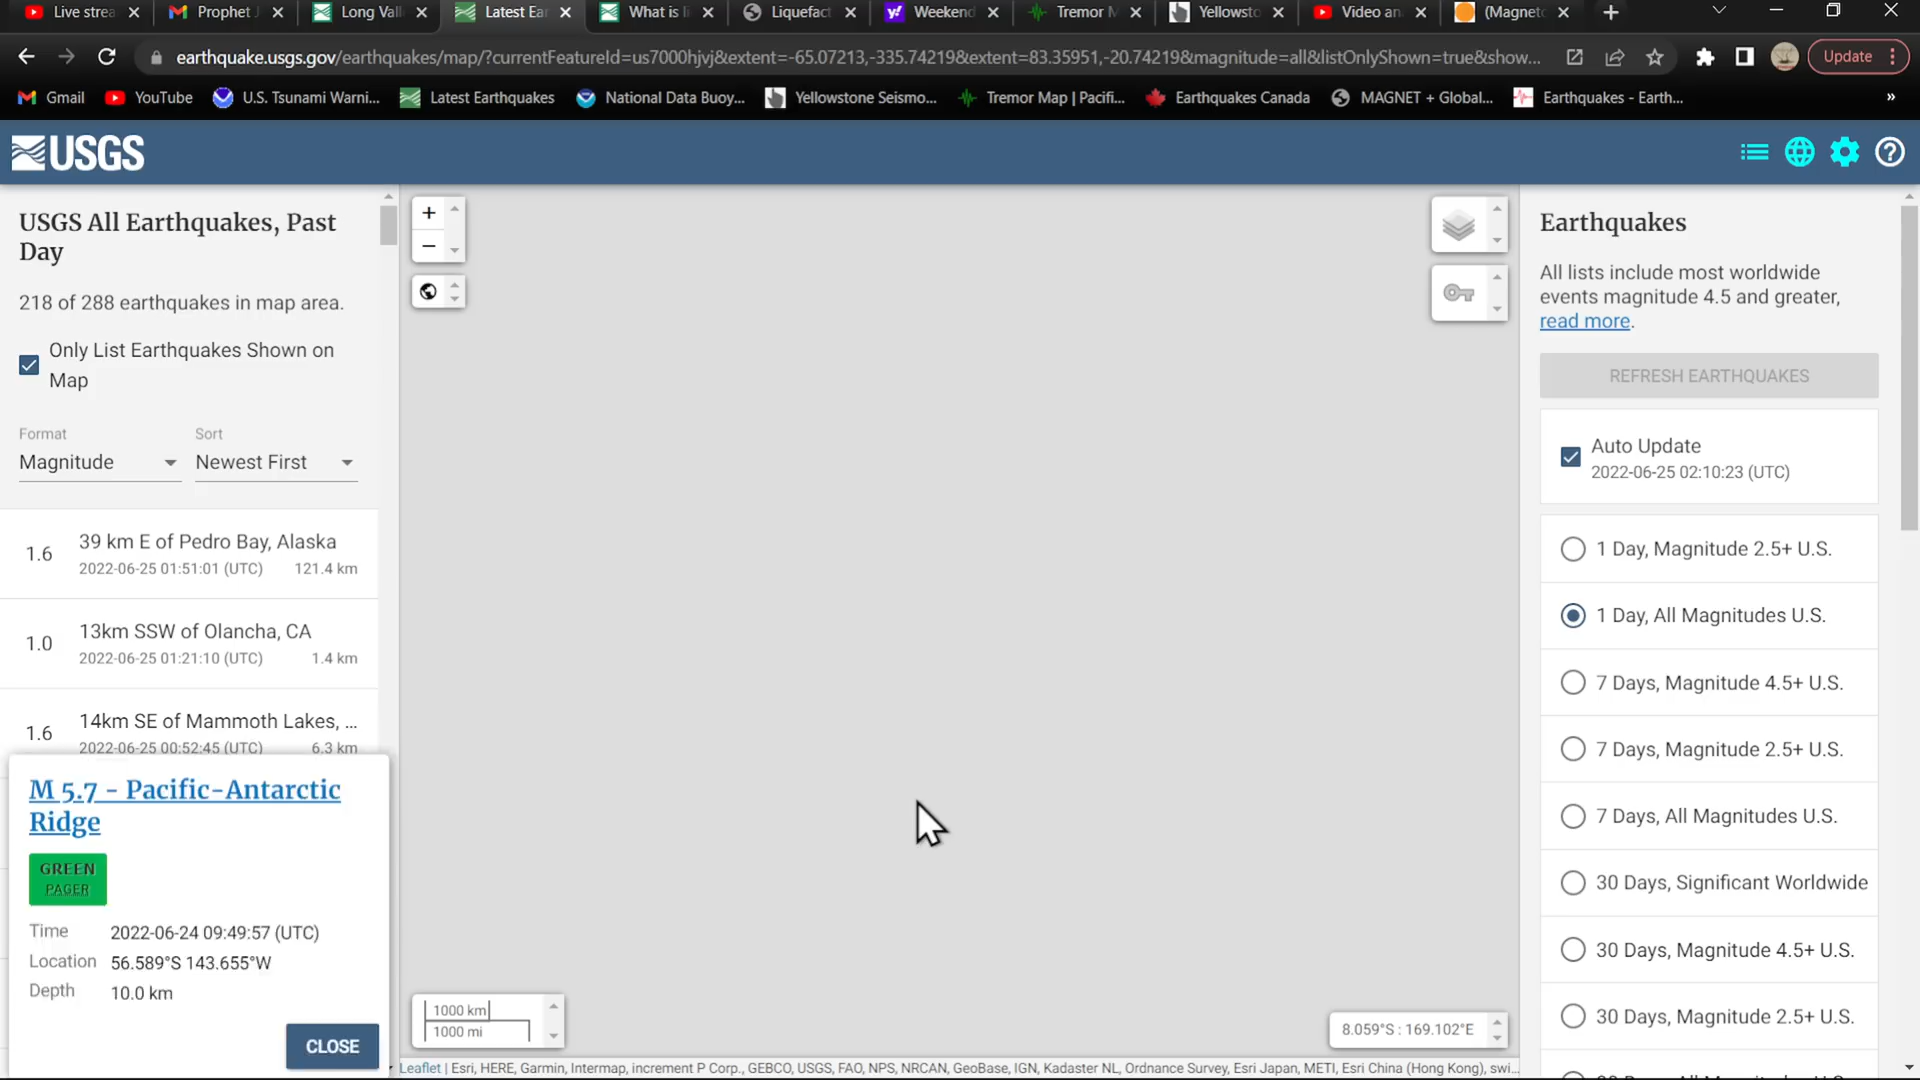 Live strea
Prophet J
Long Vall
Latest Ear
What is li
Liquefact
Weekend
Tremor M
Yellowsto
Video an
(Magneto
earthquake.usgs.gov/earthquakes/map/?currentFeatureId=us7000hjvj&extent=-65.07213,-335.74219&extent=83.35951,-20.74219&magnitude=all&listOnlyShown=true&show...
Update
Gmail
YouTube
U.S. Tsunami Warni...
Latest Earthquakes
National Data Buoy...
Yellowstone Seismo...
Tremor Map | Pacifi...
Earthquakes Canada
MAGNET + Global...
Earthquakes - Earth...
»
USGS
USGS All Earthquakes, Past
Day
218 of 288 earthquakes in map area.
Only List Earthquakes Shown on
Map
Format
Magnitude
Sort
Newest First
1.6
39 km E of Pedro Bay, Alaska
2022-06-25 01:51:01 (UTC) 121.4 km
1.0
13km SSW of Olancha, CA
2022-06-25 01:21:10 (UTC) 1.4 km
1.6
14km SE of Mammoth Lakes, ...
2022-06-25 00:52:45 (UTC) 6.3 km
M 5.7 - Pacific-Antarctic
Ridge
GREEN
PAGER
Time 2022-06-24 09:49:57 (UTC)
Location 56.589°S 143.655°W
Depth 10.0 km
CLOSE
+
−
1000 km
1000 mi
8.059°S : 169.102°E
Leaflet | Esri, HERE, Garmin, Intermap, increment P Corp., GEBCO, USGS, FAO, NPS, NRCAN, GeoBase, IGN, Kadaster NL, Ordnance Survey, Esri Japan, METI, Esri China (Hong Kong), swi...
Earthquakes
All lists include most worldwide
events magnitude 4.5 and greater,
read more.
REFRESH EARTHQUAKES
Auto Update
2022-06-25 02:10:23 (UTC)
1 Day, Magnitude 2.5+ U.S.
1 Day, All Magnitudes U.S.
7 Days, Magnitude 4.5+ U.S.
7 Days, Magnitude 2.5+ U.S.
7 Days, All Magnitudes U.S.
30 Days, Significant Worldwide
30 Days, Magnitude 4.5+ U.S.
30 Days, Magnitude 2.5+ U.S.